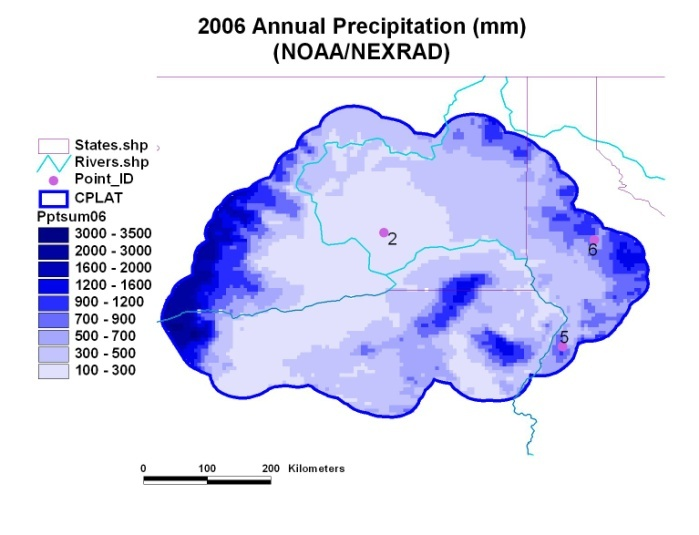 2006 Annual Precipitation (mm)
(NOAA/NEXRAD)
States.shp
Rivers.shp
Point_ID
CPLAT
Pptsum06
3000 - 3500
2000 - 3000
1600 - 2000
1200 - 1600
900 - 1200
700 - 900
500 - 700
300 - 500
100 - 300
2
6
5
0 100 200 Kilometers